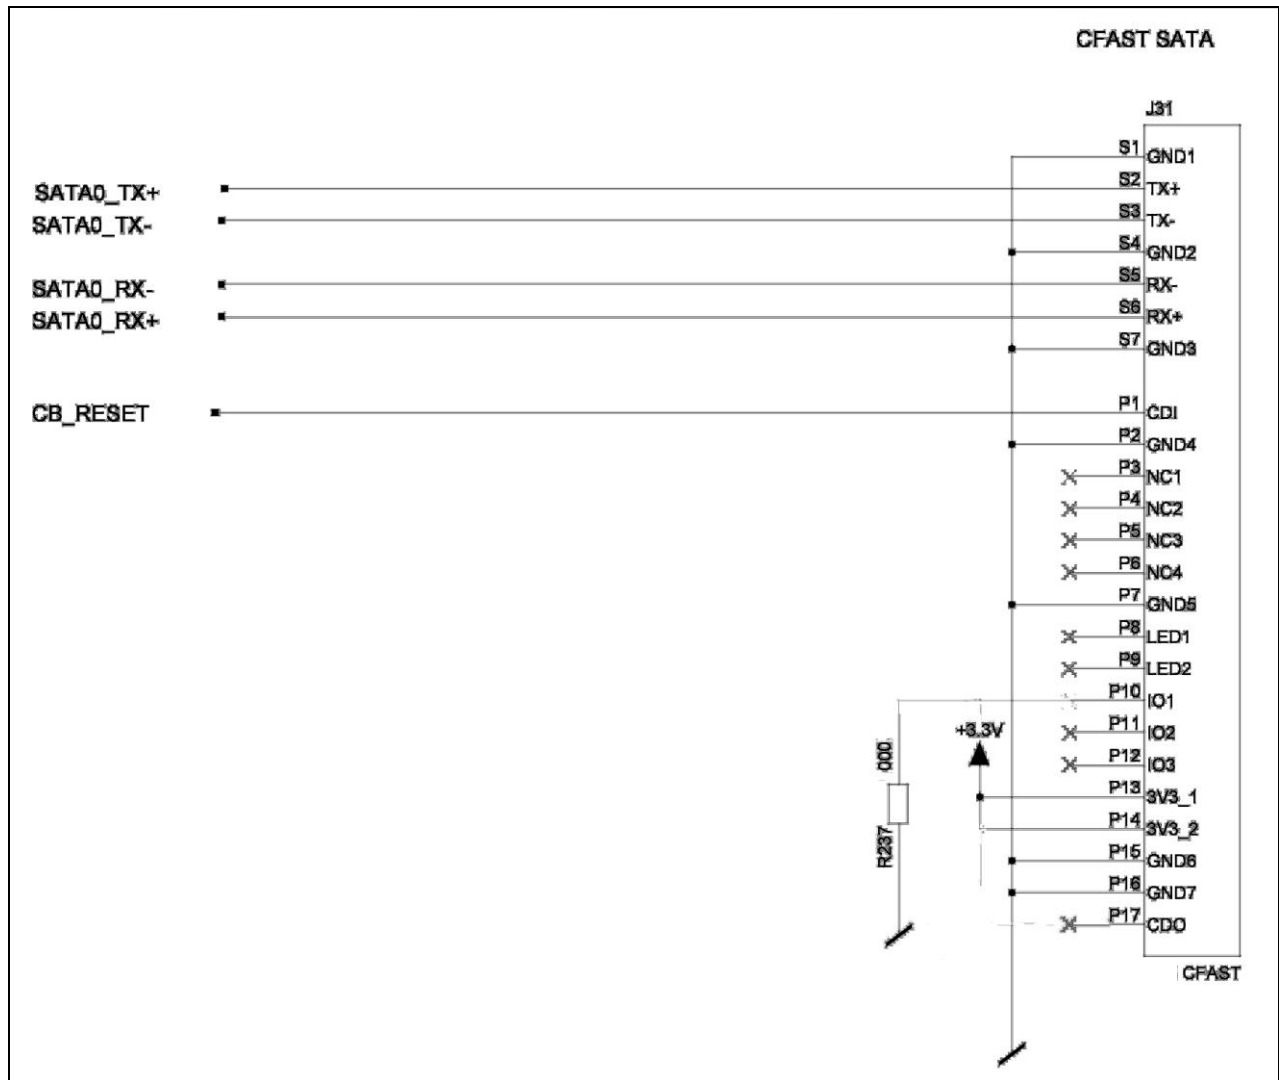 CFAST SATA
J31
S1 GND1
SATA0_TX+ S2 TX+
SATA0_TX- S3 TX-
S4 GND2
SATA0_RX- S5 RX-
SATA0_RX+ S6 RX+
S7 GND3
CB_RESET P1 CDI
P2 GND4
P3 NC1
P4 NC2
P5 NC3
P6 NC4
P7 GND5
P8 LED1
P9 LED2
P10 IO1
+3.3V P11 IO2
000 P12 IO3
P13 3V3_1
R237 P14 3V3_2
P15 GND6
P16 GND7
P17 CDO
CFAST